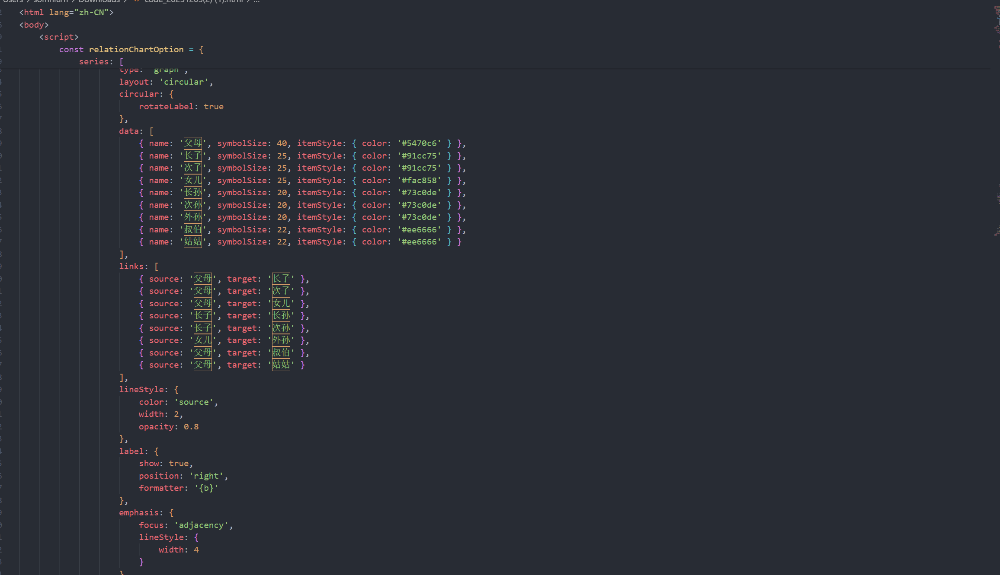 Users > somnium > Downloads > <> code_20251203(2) (1).html > ...
<html lang="zh-CN">
<body>
<script>
const relationChartOption = {
series: [
type: 'graph',
layout: 'circular',
circular: {
rotateLabel: true
},
data: [
{ name: '父母', symbolSize: 40, itemStyle: { color: '#5470c6' } },
{ name: '长子', symbolSize: 25, itemStyle: { color: '#91cc75' } },
{ name: '次子', symbolSize: 25, itemStyle: { color: '#91cc75' } },
{ name: '女儿', symbolSize: 25, itemStyle: { color: '#fac858' } },
{ name: '长孙', symbolSize: 20, itemStyle: { color: '#73c0de' } },
{ name: '次孙', symbolSize: 20, itemStyle: { color: '#73c0de' } },
{ name: '外孙', symbolSize: 20, itemStyle: { color: '#73c0de' } },
{ name: '叔伯', symbolSize: 22, itemStyle: { color: '#ee6666' } },
{ name: '姑姑', symbolSize: 22, itemStyle: { color: '#ee6666' } }
],
links: [
{ source: '父母', target: '长子' },
{ source: '父母', target: '次子' },
{ source: '父母', target: '女儿' },
{ source: '长子', target: '长孙' },
{ source: '长子', target: '次孙' },
{ source: '女儿', target: '外孙' },
{ source: '父母', target: '叔伯' },
{ source: '父母', target: '姑姑' }
],
lineStyle: {
color: 'source',
width: 2,
opacity: 0.8
},
label: {
show: true,
position: 'right',
formatter: '{b}'
},
emphasis: {
focus: 'adjacency',
lineStyle: {
width: 4
}
}